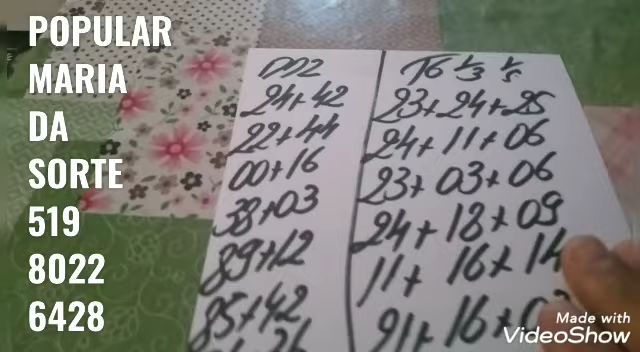 POPULAR
MARIA
DA
SORTE
519
8022
6428
DDZ
24+42
22+44
00+16
38+03
89+12
85+42
TG 1/3 1/5
23+24+25
24+11+06
23+03+06
24+18+09
11+16+14
91+16+
Made with
VideoShow